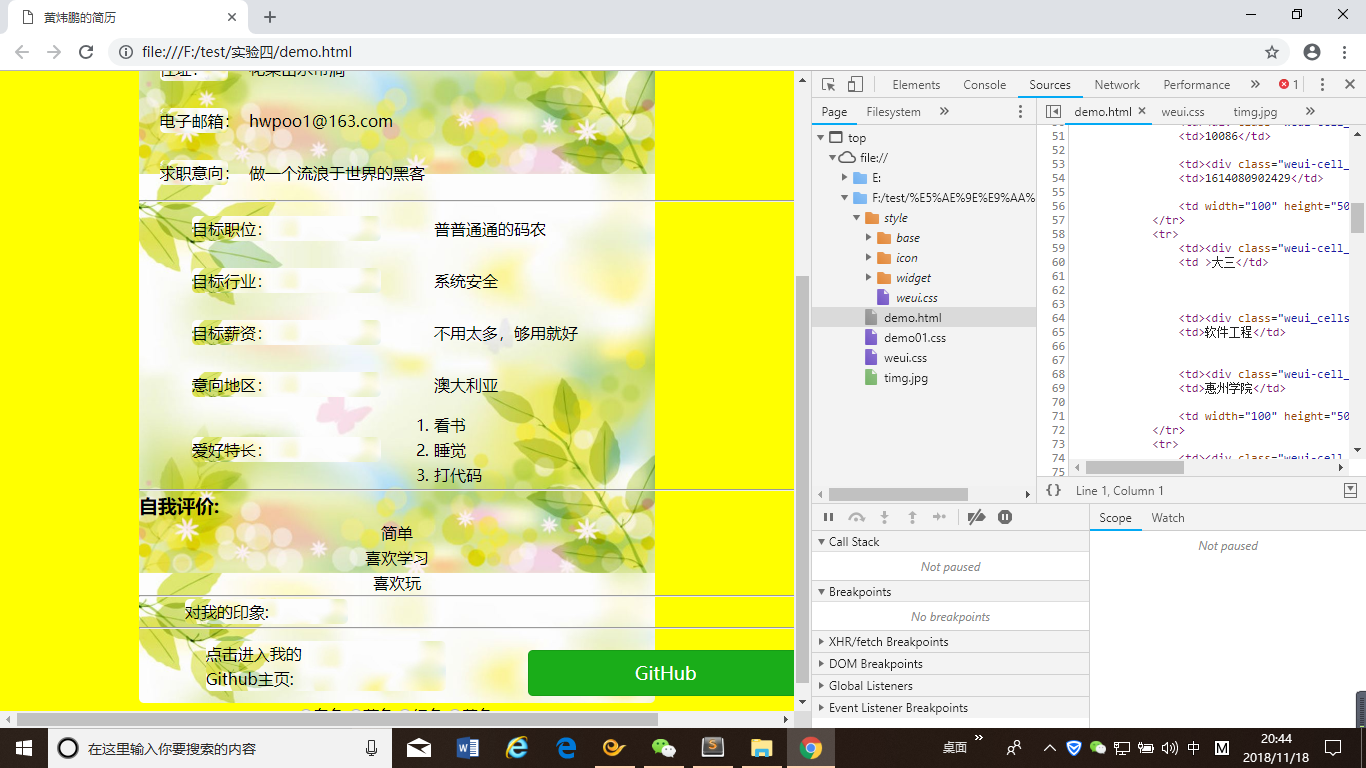 黄炜鹏的简历
file:///F:/test/实验四/demo.html
电子邮箱： hwpoo1@163.com
求职意向： 做一个流浪于世界的黑客
目标职位： 普普通通的码农
目标行业： 系统安全
目标薪资： 不用太多，够用就好
意向地区： 澳大利亚
爱好特长：
1. 看书
2. 睡觉
3. 打代码
自我评价:
简单
喜欢学习
喜欢玩
对我的印象:
点击进入我的
Github主页:
GitHub
Elements Console Sources Network Performance » 1
Page Filesystem »
demo.html weui.css timg.jpg »
top
file://
E:
F:/test/%E5%AE%9E%E9%AA%
style
base
icon
widget
weui.css
demo.html
demo01.css
weui.css
timg.jpg
51 <td>10086</td>
52
53 <td><div class="weui-cell_
54 <td>1614080902429</td>
55
56 <td width="100" height="50
57 </tr>
58 <tr>
59 <td><div class="weui-cell_
60 <td >大三</td>
61
62
63
64 <td><div class="weui_cells
65 <td>软件工程</td>
66
67
68 <td><div class="weui-cell_
69 <td>惠州学院</td>
70
71 <td width="100" height="50
72 </tr>
73 <tr>
74
75
{} Line 1, Column 1
Call Stack
Not paused
Breakpoints
No breakpoints
XHR/fetch Breakpoints
DOM Breakpoints
Global Listeners
Event Listener Breakpoints
Scope Watch
Not paused
在这里输入你要搜索的内容
桌面 »
中 M
20:44
2018/11/18